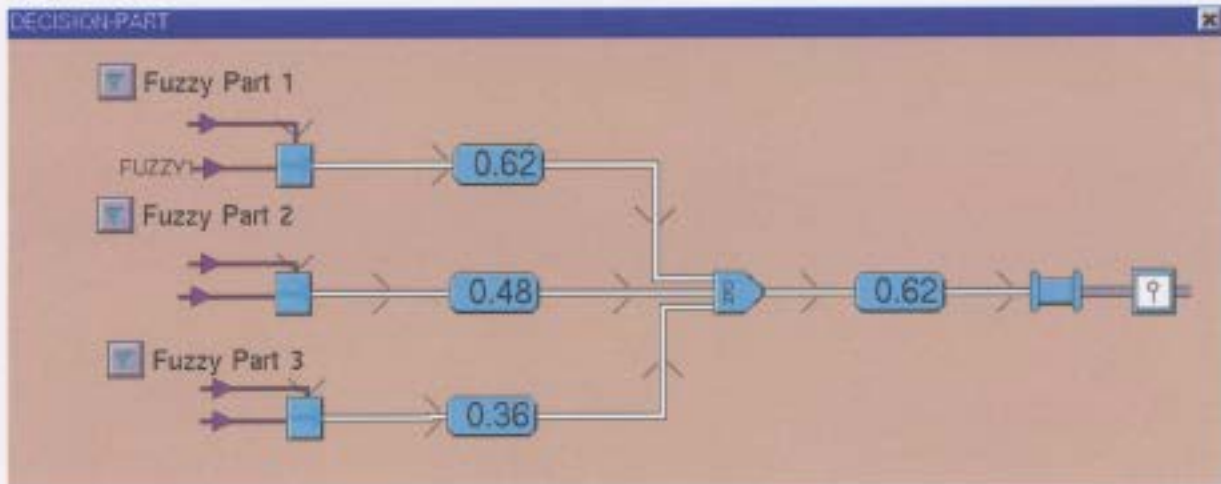 DECISION-PART
Fuzzy Part 1
FUZZY1
0.62
Fuzzy Part 2
0.48
OR
0.62
Fuzzy Part 3
0.36